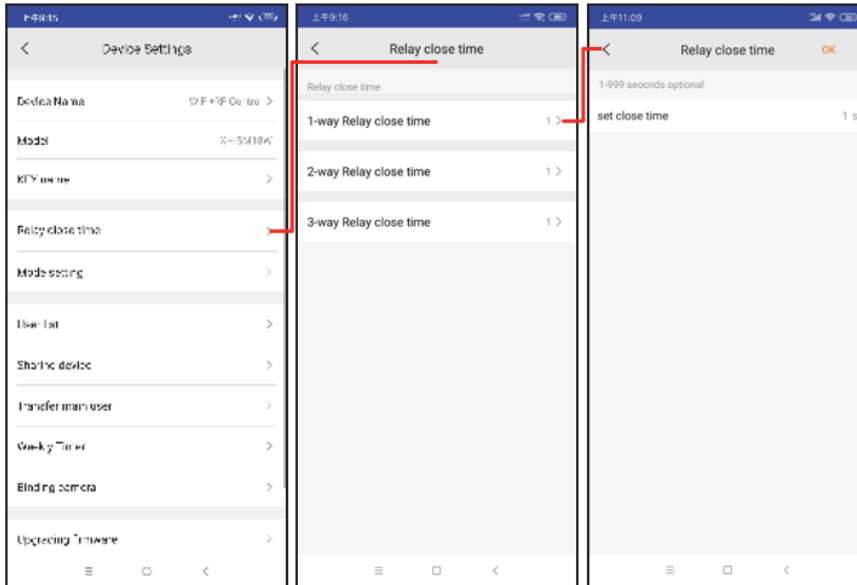 Device Settings
Device Name
Model
KEY name
Relay close time
Mode setting
User list
Sharing device
Transfer main user
Weekly Timer
Binding camera
Upgrading firmware
上午9:16
Relay close time
Relay close time
1-way Relay close time 1
2-way Relay close time 1
3-way Relay close time 1
上午11:09
Relay close time OK
1-999 seocnds optional
set close time 1 s